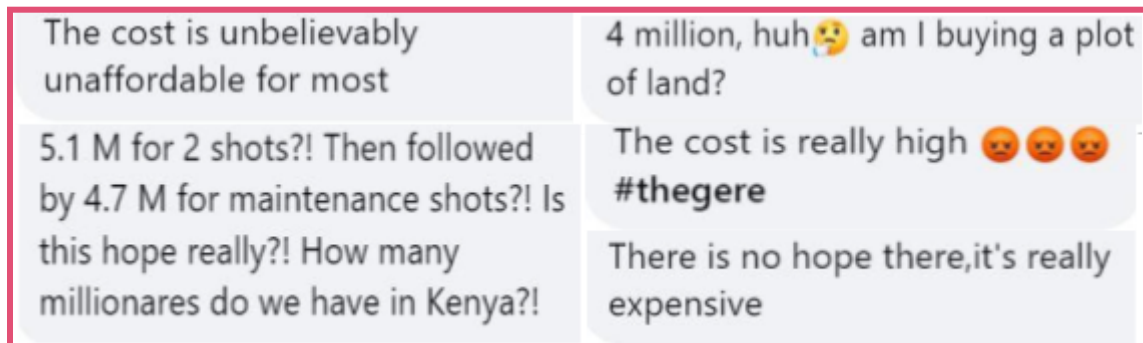 The cost is unbelievably
unaffordable for most
5.1 M for 2 shots?! Then followed
by 4.7 M for maintenance shots?! Is
this hope really?! How many
millionares do we have in Kenya?!
4 million, huh🤔 am I buying a plot
of land?
The cost is really high 😡😡😡
#thegere
There is no hope there,it's really
expensive